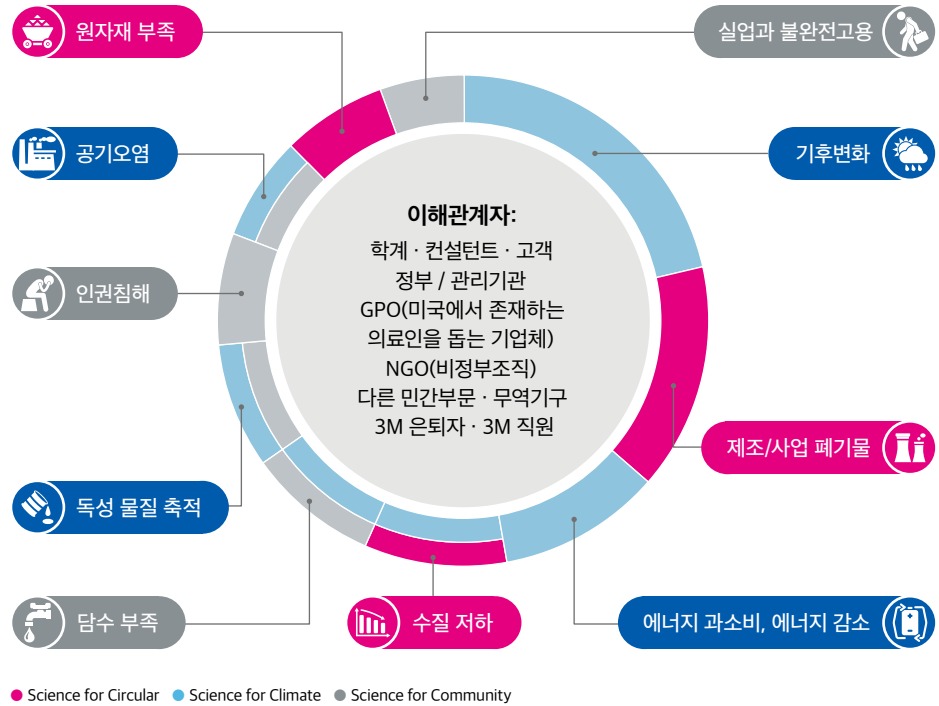 원자재 부족
실업과 불완전고용
공기오염
기후변화
이해관계자:
학계 · 컨설턴트 · 고객
정부 / 관리기관
GPO(미국에서 존재하는
의료인을 돕는 기업체)
NGO(비정부조직)
다른 민간부문 · 무역기구
3M 은퇴자 · 3M 직원
인권침해
제조/사업 폐기물
독성 물질 축적
담수 부족
수질 저하
에너지 과소비, 에너지 감소
Science for Circular
Science for Climate
Science for Community